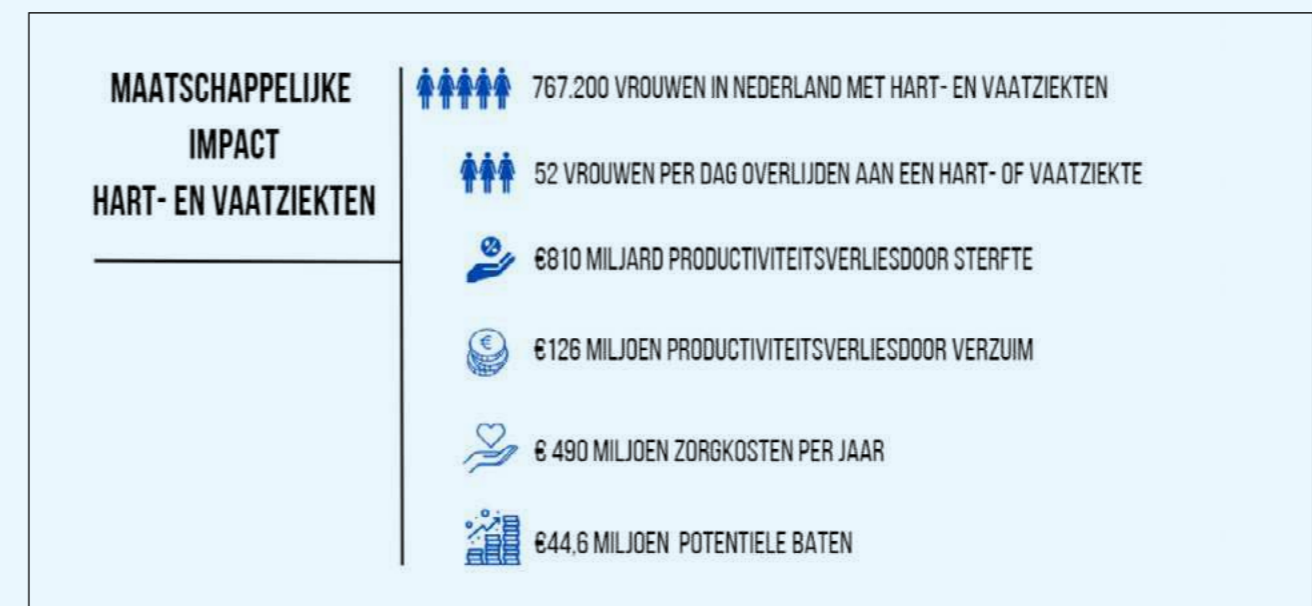 MAATSCHAPPELIJKE
IMPACT
HART- EN VAATZIEKTEN
767.200 VROUWEN IN NEDERLAND MET HART- EN VAATZIEKTEN
52 VROUWEN PER DAG OVERLIJDEN AAN EEN HART- OF VAATZIEKTE
€810 MILJARD PRODUCTIVITEITSVERLIESDOOR STERFTE
€126 MILJOEN PRODUCTIVITEITSVERLIESDOOR VERZUIM
€ 490 MILJOEN ZORGKOSTEN PER JAAR
€44,6 MILJOEN POTENTIELE BATEN